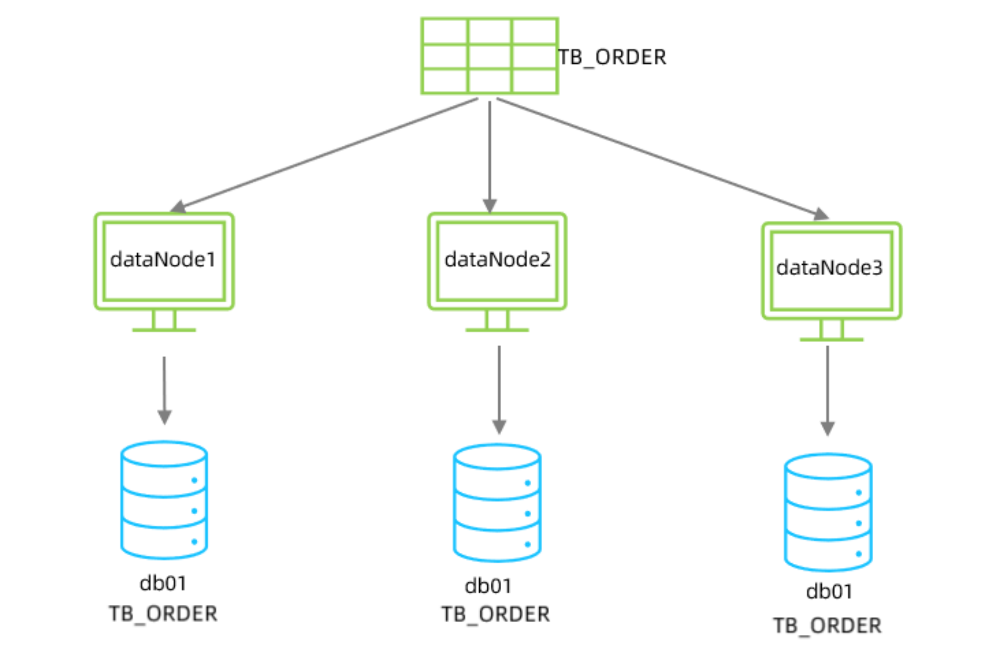 TB_ORDER
dataNode1
dataNode2
dataNode3
db01
TB_ORDER
db01
TB_ORDER
db01
TB_ORDER